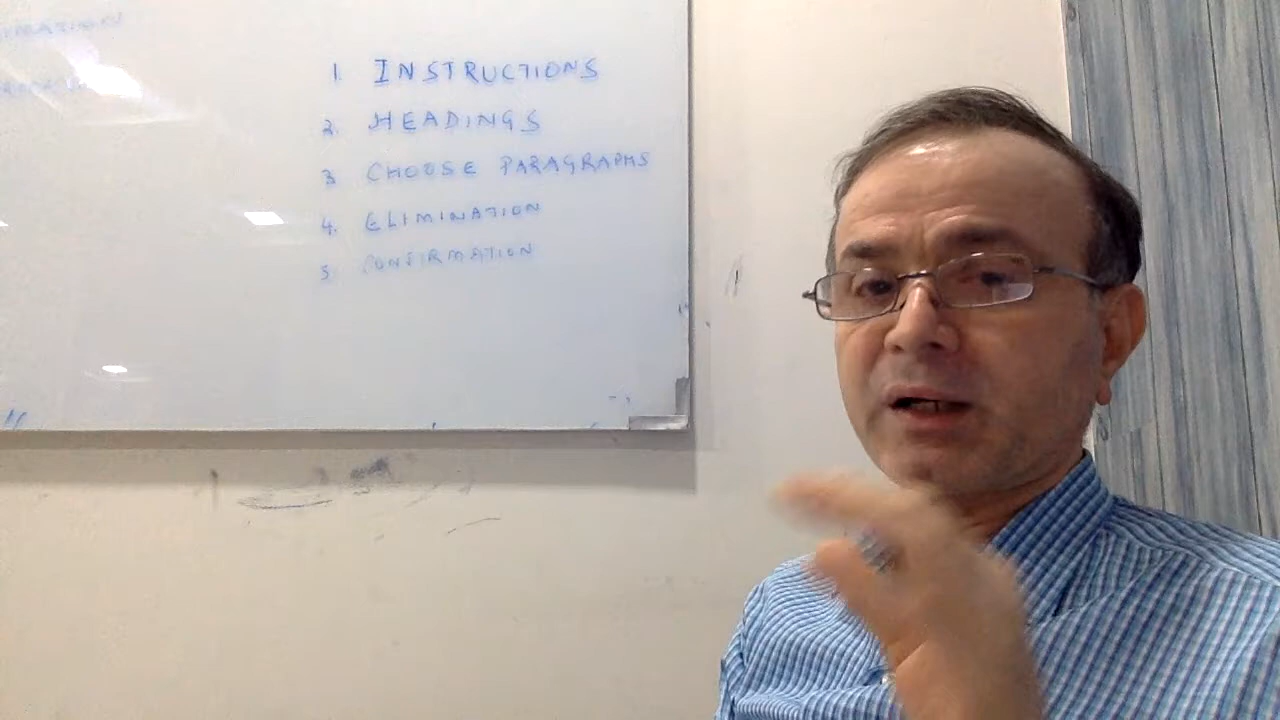 1. INSTRUCTIONS
2. HEADINGS
3 CHOOSE PARAGRAPHS
4. ELIMINATION
5 CONFIRMATION